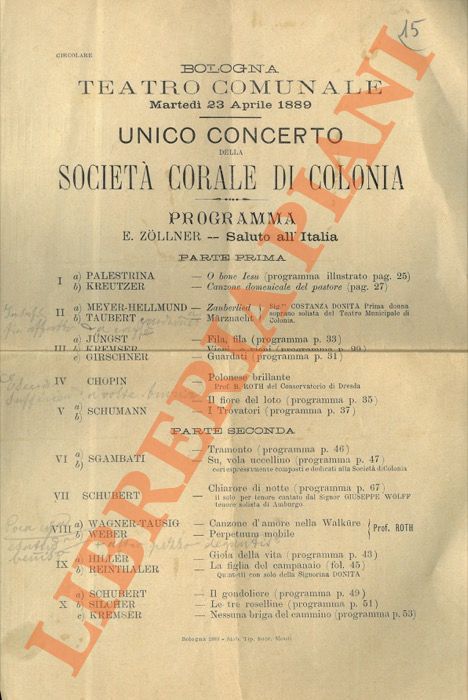 15
CIRCOLARE
BOLOGNA
TEATRO COMUNALE
Martedì 23 Aprile 1889
UNICO CONCERTO
DELLA
SOCIETÀ CORALE DI COLONIA
PROGRAMMA
E. ZÖLLNER -- Saluto all'Italia
PARTE PRIMA
I a) PALESTRINA — O bone Iesu (programma illustrato pag. 25)
b) KREUTZER — Canzone domenicale del pastore (pag. 27)
II a) MEYER-HELLMUND — Zauberlied Sig.na COSTANZA DONITA Prima donna
b) TAUBERT — Märznacht soprano solista del Teatro Municipale di
Colonia.
a) JÜNGST — Fila, fila (programma p. 33)
III b) KREMSER
c) GIRSCHNER — Guardati (programma p. 31)
IV CHOPIN — Polonese brillante
Prof R. ROTH del Conservatorio di Dresda
V a) SCHUMANN — Il fiore del loto (programma p. 35)
b) — I Trovatori (programma p. 37)
PARTE SECONDA
VI a) SGAMBATI — Tramonto (programma p. 46)
b) — Su, vola uccellino (programma p. 47)
cori espressamente composti e dedicati alla Società di Colonia
VII SCHUBERT — Chiarore di notte (programma p. 67)
il solo per tenore cantato dal Signor GIUSEPPE WOLFF
tenore solista di Amburgo
VIII a) WAGNER-TAUSIG — Canzone d'amore nella Walküre
b) WEBER — Perpetuum mobile Prof. ROTH
IX a) HILLER — Gioia della vita (programma p. 43)
b) REINTHALER — La figlia del campanaio (fol. 45)
Quartetti con solo della Signorina DONITA
a) SCHUBERT — Il gondoliere (programma p. 49)
X b) SILCHER — Le tre roselline (programma p. 51)
c) KREMSER — Nessuna briga del cammino (programma p. 53)
Bologna 1889 - Stab. Tip. Succ. Monti
LIBRERIA PIANI